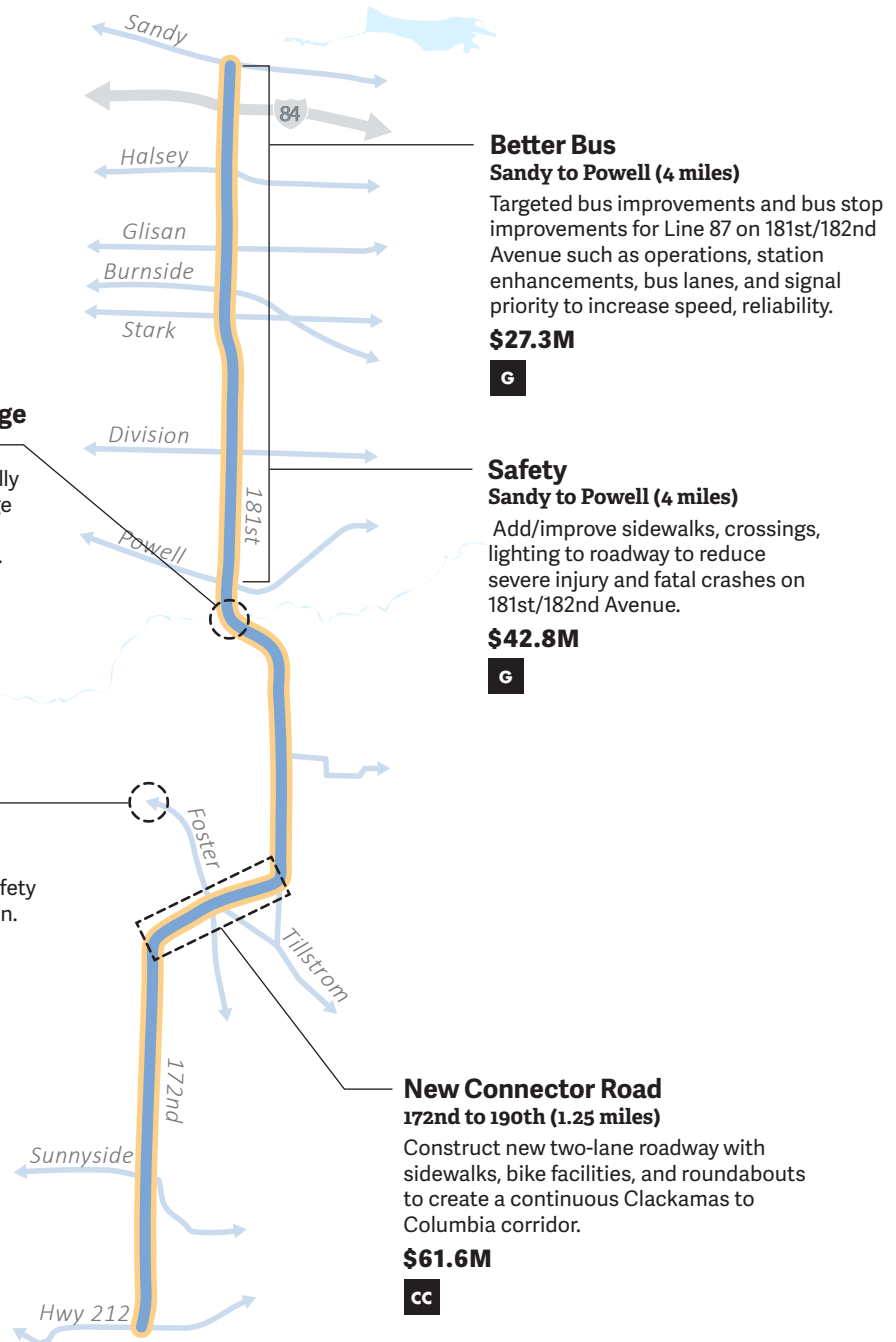 Sandy
84
Halsey
Glisan
Burnside
Stark
Division
181st
Powell
Better Bus
Sandy to Powell (4 miles)
Targeted bus improvements and bus stop
improvements for Line 87 on 181st/182nd
Avenue such as operations, station
enhancements, bus lanes, and signal
priority to increase speed, reliability.
$27.3M
G
Safety
Sandy to Powell (4 miles)
Add/improve sidewalks, crossings,
lighting to roadway to reduce
severe injury and fatal crashes on
181st/182nd Avenue.
$42.8M
G
ge
lly
ge
.
Foster
fety
n.
Tillstrom
172nd
Sunnyside
Hwy 212
New Connector Road
172nd to 190th (1.25 miles)
Construct new two-lane roadway with
sidewalks, bike facilities, and roundabouts
to create a continuous Clackamas to
Columbia corridor.
$61.6M
CC